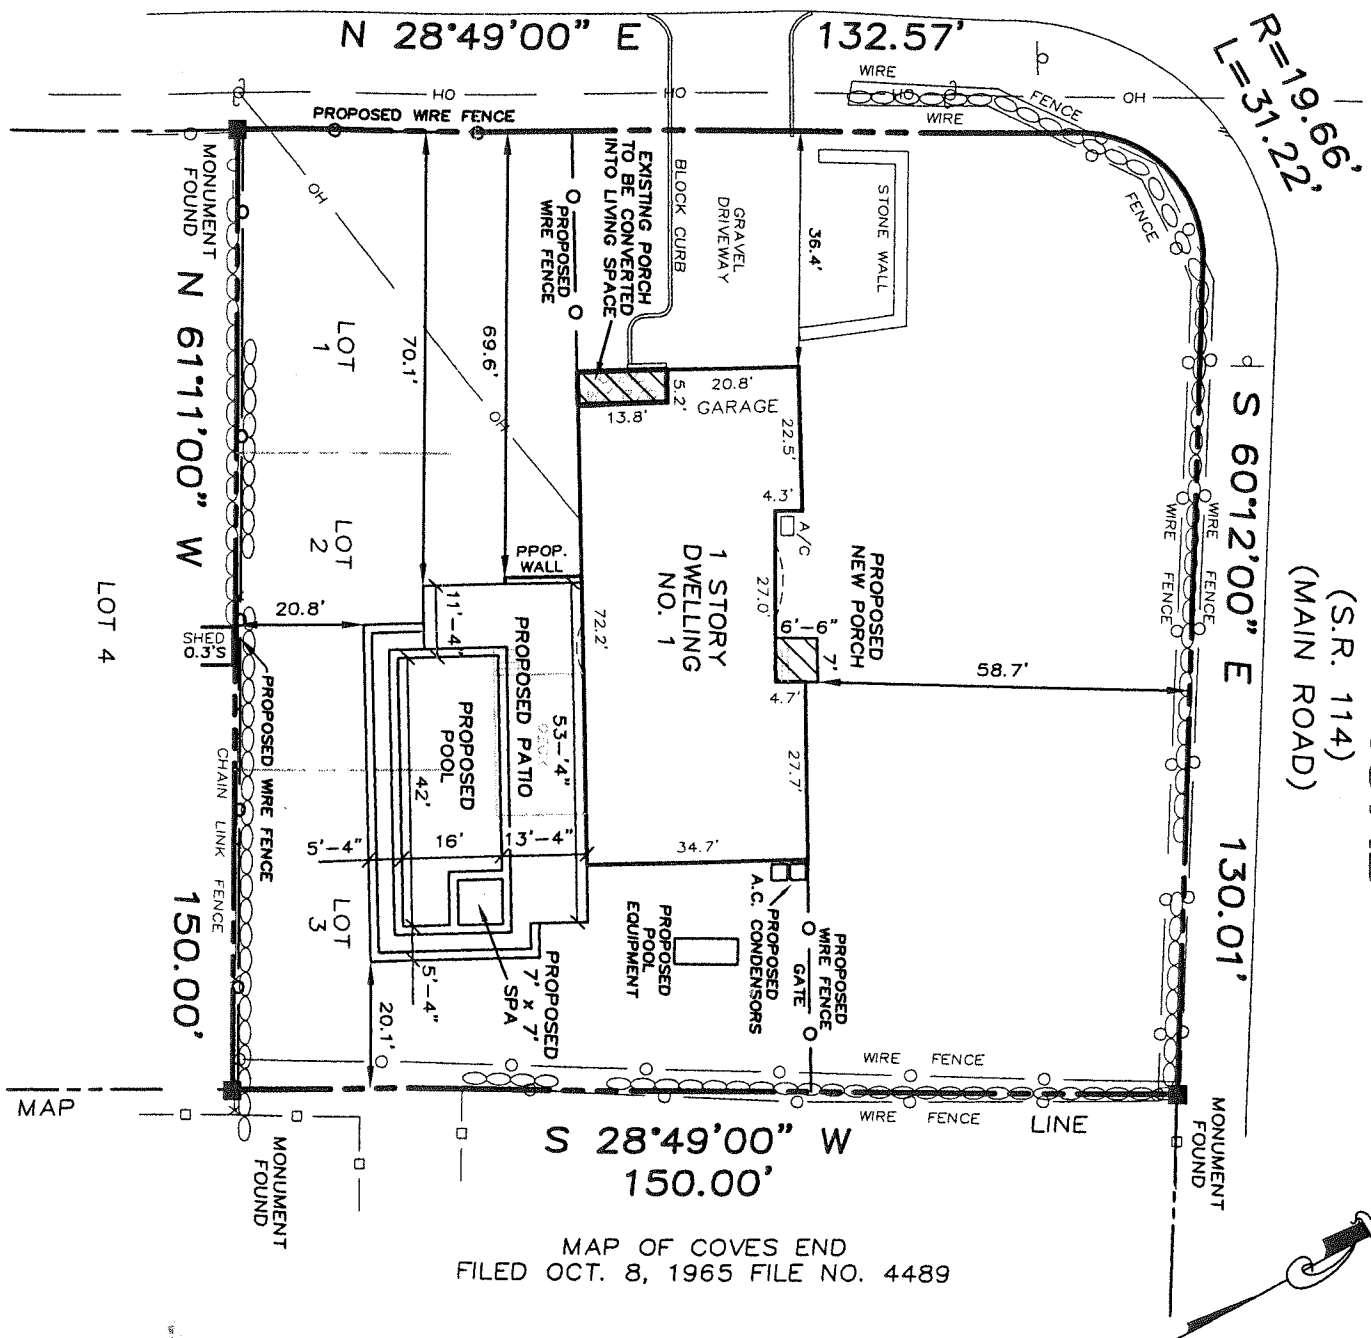 N 28°49'00" E
132.57'
R=19.66'
L=31.22'
WIRE
FENCE
WIRE
FENCE
OH
OH
OH
OH
PROPOSED WIRE FENCE
MONUMENT
FOUND
OH
OH
EXISTING PORCH
TO BE CONVERTED
INTO LIVING SPACE
PROPOSED
WIRE FENCE
BLOCK CURB
GRAVEL
DRIVEWAY
36.4'
STONE WALL
N 61°11'00" W
150.00'
LOT
1
70.1'
69.6'
5.2'
13.8'
20.8'
GARAGE
22.5'
4.3'
A/C
S 60°12'00" E
130.01'
(S.R. 114)
(MAIN ROAD)
WIRE FENCE
WIRE FENCE
LOT
2
PPOP.
WALL
1 STORY
DWELLING
NO. 1
27.0'
PROPOSED
NEW PORCH
6'-6"
7'
4.7'
58.7'
LOT 4
SHED
0.3'S
20.8'
11'-4"
72.2'
PROPOSED PATIO
DECK
53-'4"
PROPOSED
POOL
42'
27.7'
PROPOSED WIRE FENCE
CHAIN LINK FENCE
5'-4"
16'
13'-4"
34.7'
LOT
3
PROPOSED
7' x 7'
SPA
5'-4"
20.1'
PROPOSED
POOL
EQUIPMENT
PROPOSED
A.C. CONDENSORS
PROPOSED
WIRE FENCE
GATE
WIRE FENCE
WIRE FENCE
MAP
LINE
MONUMENT
FOUND
MONUMENT
FOUND
S 28°49'00" W
150.00'
MAP OF COVES END
FILED OCT. 8, 1965 FILE NO. 4489